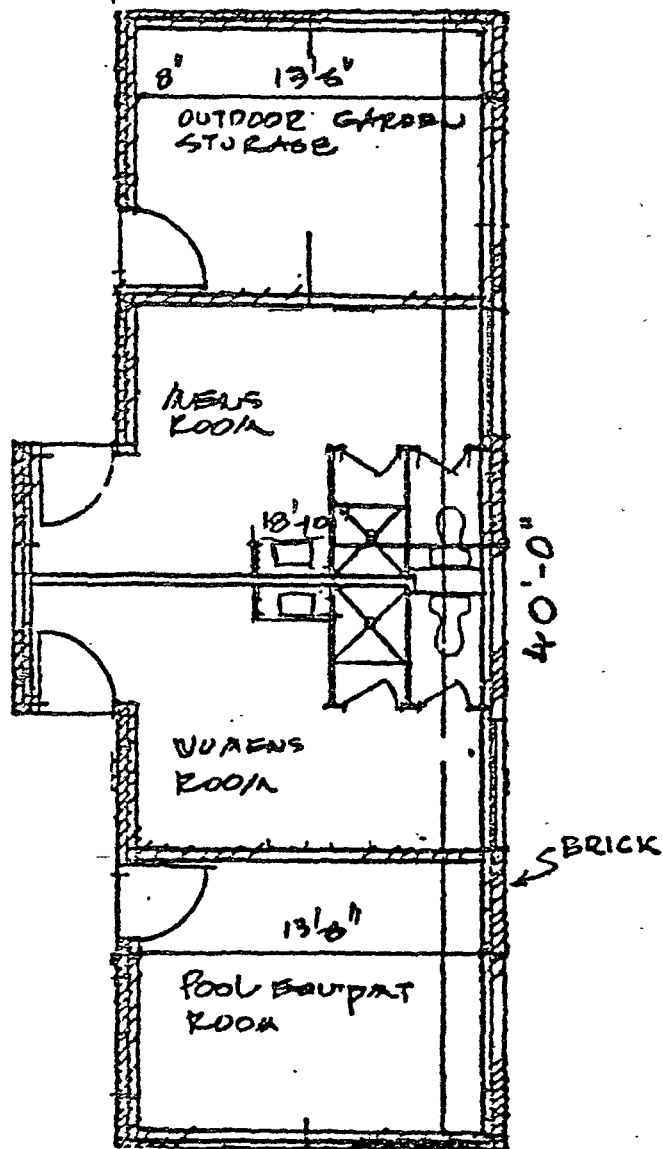 8" 13'6"
OUTDOOR GARDEN
STORAGE
MENS
ROOM
18'-10"
40'-0"
WOMENS
ROOM
BRICK
13'6"
POOL EQUIPMT
ROOM